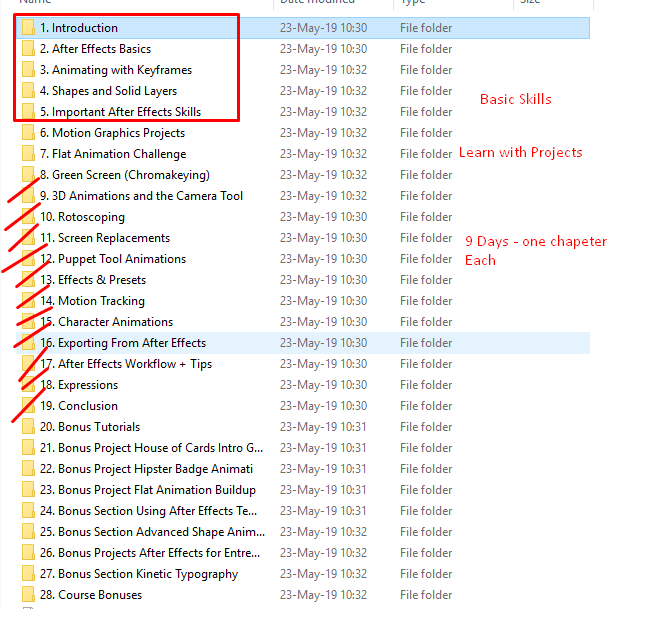 Name Date modified Type Size
1. Introduction 23-May-19 10:30 File folder
2. After Effects Basics 23-May-19 10:30 File folder
3. Animating with Keyframes 23-May-19 10:32 File folder
4. Shapes and Solid Layers 23-May-19 10:32 File folder
Basic Skills
5. Important After Effects Skills 23-May-19 10:32 File folder
6. Motion Graphics Projects 23-May-19 10:32 File folder
7. Flat Animation Challenge 23-May-19 10:32 File folder
Learn with Projects
8. Green Screen (Chromakeying) 23-May-19 10:30 File folder
9. 3D Animations and the Camera Tool 23-May-19 10:32 File folder
10. Rotoscoping 23-May-19 10:30 File folder
11. Screen Replacements 23-May-19 10:30 File folder
9 Days - one chapeter
Each
12. Puppet Tool Animations 23-May-19 10:30 File folder
13. Effects & Presets 23-May-19 10:30 File folder
14. Motion Tracking 23-May-19 10:30 File folder
15. Character Animations 23-May-19 10:30 File folder
16. Exporting From After Effects 23-May-19 10:30 File folder
17. After Effects Workflow + Tips 23-May-19 10:30 File folder
18. Expressions 23-May-19 10:30 File folder
19. Conclusion 23-May-19 10:30 File folder
20. Bonus Tutorials 23-May-19 10:31 File folder
21. Bonus Project House of Cards Intro G... 23-May-19 10:31 File folder
22. Bonus Project Hipster Badge Animati 23-May-19 10:31 File folder
23. Bonus Project Flat Animation Buildup 23-May-19 10:31 File folder
24. Bonus Section Using After Effects Te... 23-May-19 10:31 File folder
25. Bonus Section Advanced Shape Anim... 23-May-19 10:32 File folder
26. Bonus Projects After Effects for Entre... 23-May-19 10:32 File folder
27. Bonus Section Kinetic Typography 23-May-19 10:32 File folder
28. Course Bonuses 23-May-19 10:32 File folder